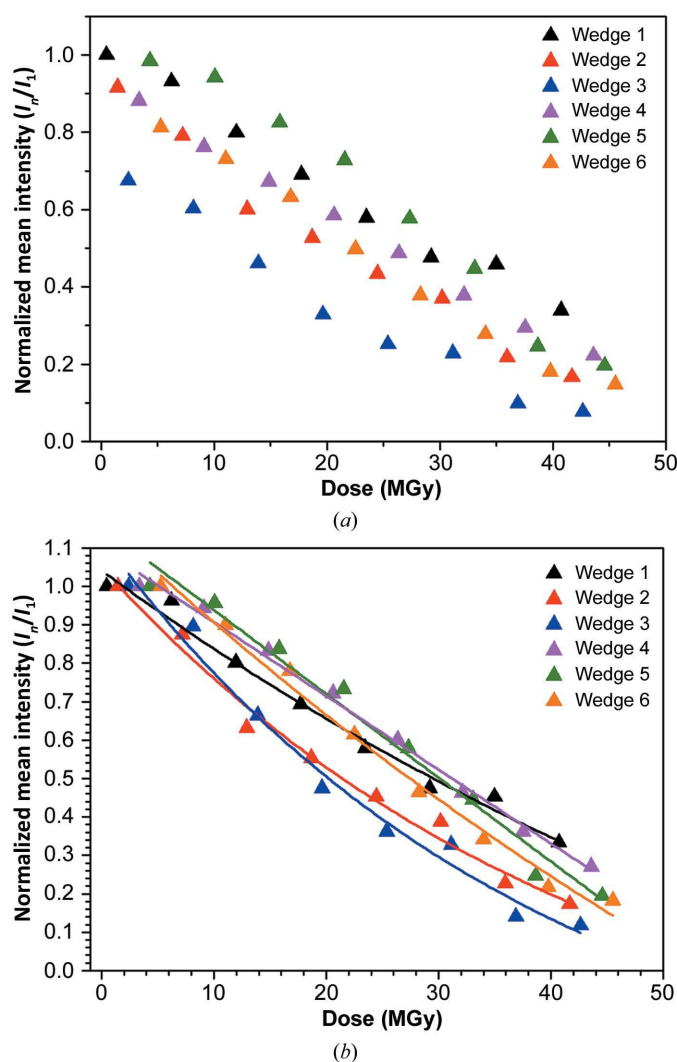 1.0
0.8
0.6
0.4
0.2
0.0
Normalized mean intensity (Iₙ/I₁)
Wedge 1
Wedge 2
Wedge 3
Wedge 4
Wedge 5
Wedge 6
0 10 20 30 40 50
Dose (MGy)
(a)
1.1
1.0
0.9
0.8
0.7
0.6
0.5
0.4
0.3
0.2
0.1
0.0
Normalized mean intensity (Iₙ/I₁)
Wedge 1
Wedge 2
Wedge 3
Wedge 4
Wedge 5
Wedge 6
0 10 20 30 40 50
Dose (MGy)
(b)